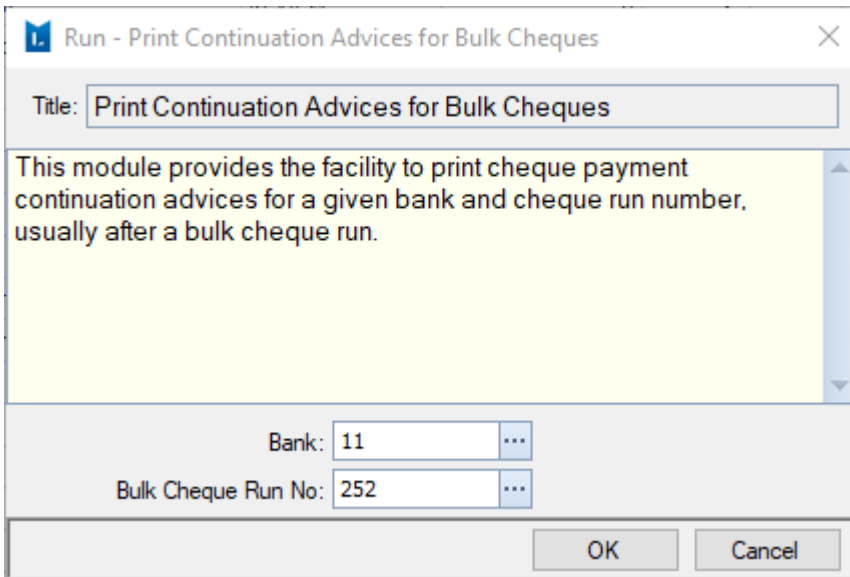 Run - Print Continuation Advices for Bulk Cheques
Title: Print Continuation Advices for Bulk Cheques
This module provides the facility to print cheque payment
continuation advices for a given bank and cheque run number,
usually after a bulk cheque run.
Bank: 11 ...
Bulk Cheque Run No: 252 ...
OK Cancel